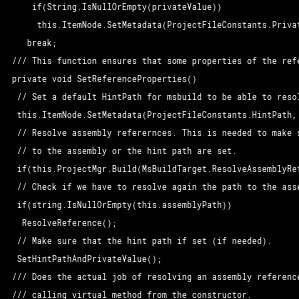 if(String.IsNullOrEmpty(privateValue))
this.ItemNode.SetMetadata(ProjectFileConstants.Privat
break;
/// This function ensures that some properties of the refe
private void SetReferenceProperties()
// Set a default HintPath for msbuild to be able to resol
this.ItemNode.SetMetadata(ProjectFileConstants.HintPath,
// Resolve assembly referernces. This is needed to make s
// to the assembly or the hint path are set.
if(this.ProjectMgr.Build(MsBuildTarget.ResolveAssemblyRef
// Check if we have to resolve again the path to the asse
if(string.IsNullOrEmpty(this.assemblyPath))
ResolveReference();
// Make sure that the hint path if set (if needed).
SetHintPathAndPrivateValue();
/// Does the actual job of resolving an assembly reference
/// calling virtual method from the constructor.